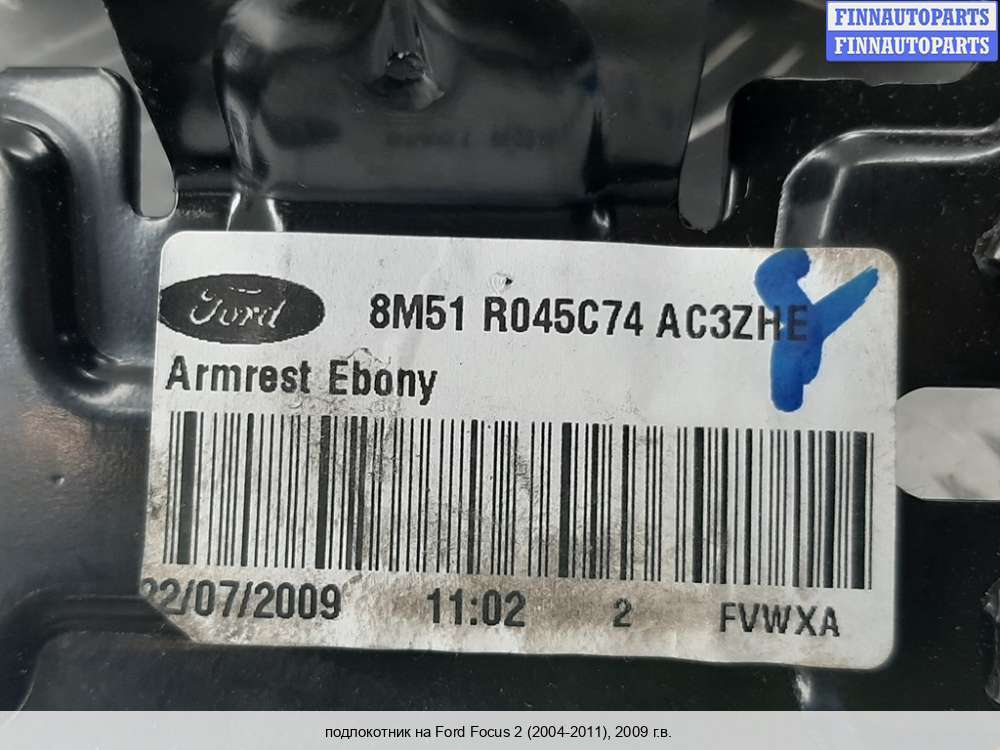 FINNAUTOPARTS
FINNAUTOPARTS
Ford
8M51 R045C74 AC3ZHE
Armrest Ebony
22/07/2009 11:02 2 FVWXA
подлокотник на Ford Focus 2 (2004-2011), 2009 г.в.